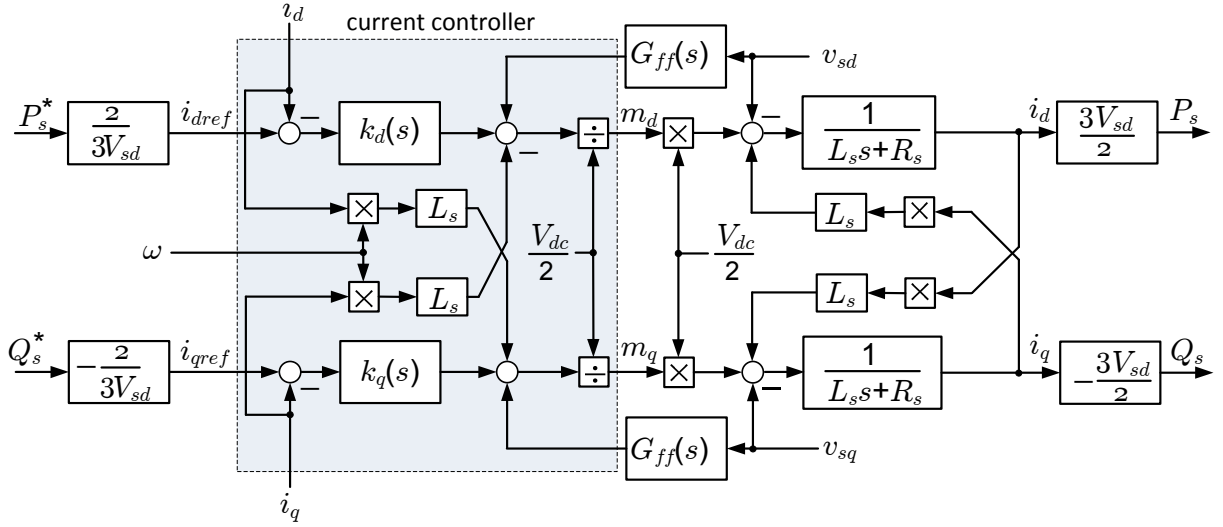 i_d
current controller
G_ff(s)
v_sd
P_s^*
2
3V_sd
i_dref
−
k_d(s)
−
÷
m_d
×
−
1
L_s s+R_s
i_d
3V_sd
2
P_s
×
L_s
L_s
×
ω
V_dc
2
V_dc
2
×
L_s
L_s
×
Q_s^*
− 2
3V_sd
i_qref
−
k_q(s)
÷
m_q
×
−
1
L_s s+R_s
i_q
− 3V_sd
2
Q_s
G_ff(s)
v_sq
i_q